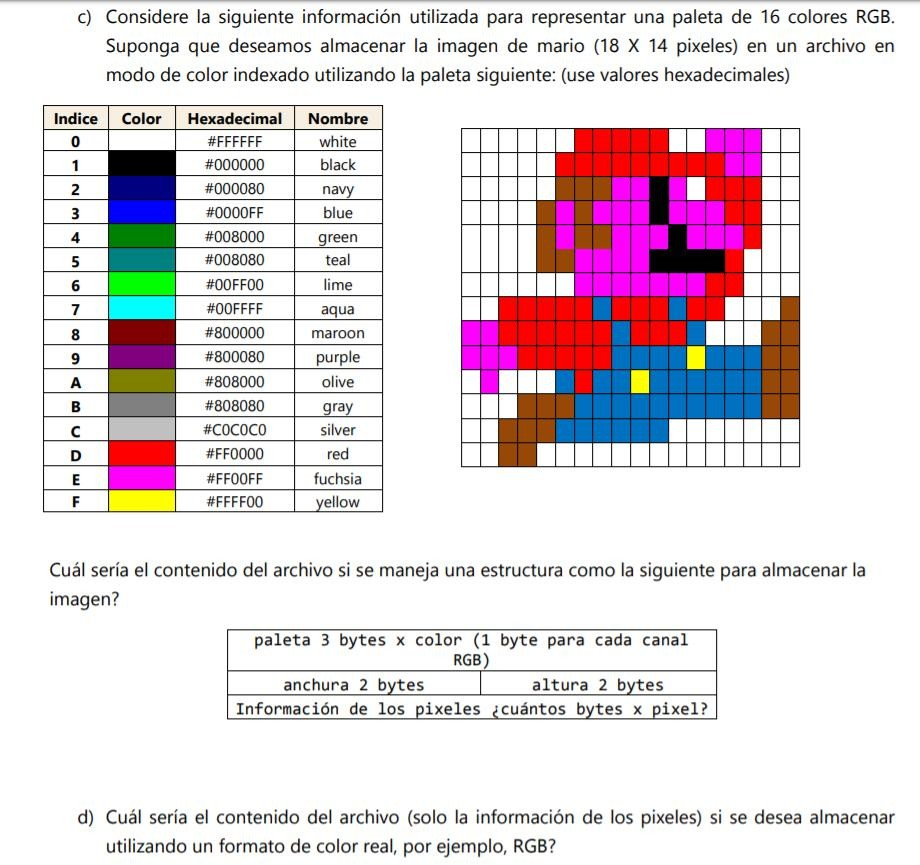 c) Considere la siguiente información utilizada para representar una paleta de 16 colores RGB.
Suponga que deseamos almacenar la imagen de mario (18 X 14 pixeles) en un archivo en
modo de color indexado utilizando la paleta siguiente: (use valores hexadecimales)
Indice Color Hexadecimal Nombre
0 #FFFFFF white
1 #000000 black
2 #000080 navy
3 #0000FF blue
4 #008000 green
5 #008080 teal
6 #00FF00 lime
7 #00FFFF aqua
8 #800000 maroon
9 #800080 purple
A #808000 olive
B #808080 gray
C #C0C0C0 silver
D #FF0000 red
E #FF00FF fuchsia
F #FFFF00 yellow
Cuál sería el contenido del archivo si se maneja una estructura como la siguiente para almacenar la
imagen?
paleta 3 bytes x color (1 byte para cada canal
RGB)
anchura 2 bytes altura 2 bytes
Información de los pixeles ¿cuántos bytes x pixel?
d) Cuál sería el contenido del archivo (solo la información de los pixeles) si se desea almacenar
utilizando un formato de color real, por ejemplo, RGB?